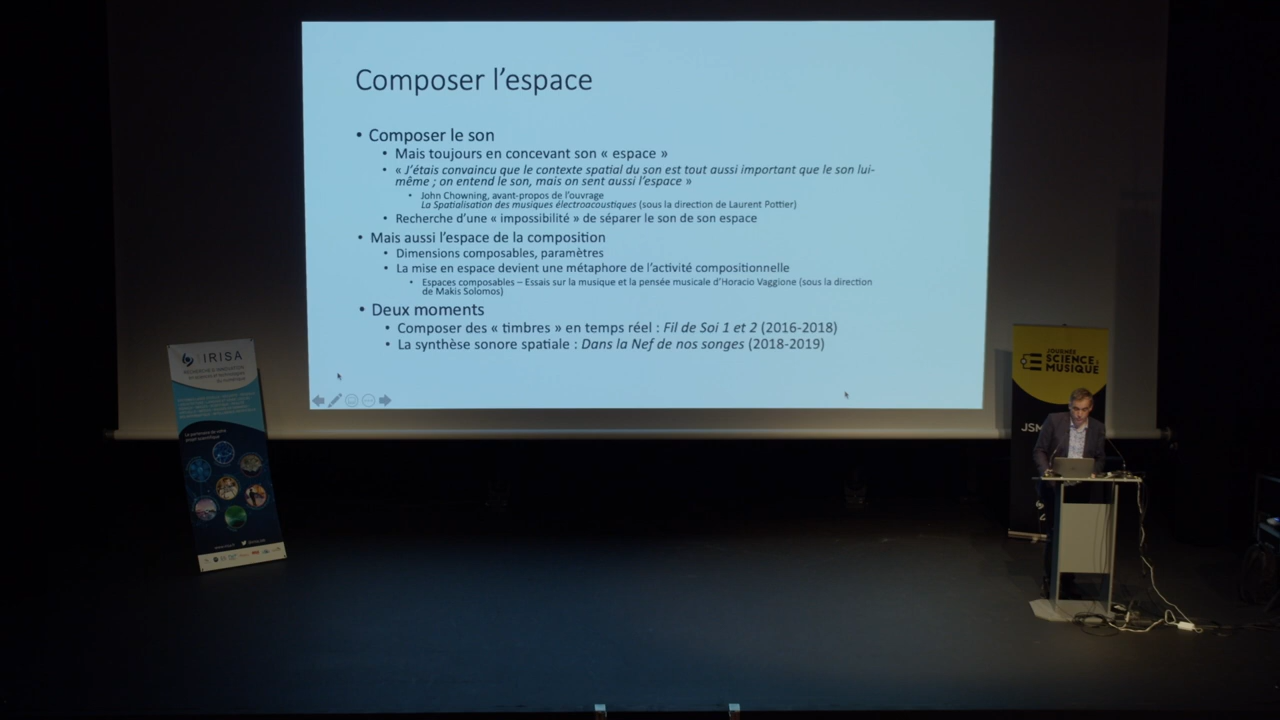 Composer l’espace
• Composer le son
• Mais toujours en concevant son « espace »
• « J’étais convaincu que le contexte spatial du son est tout aussi important que le son lui-
même ; on entend le son, mais on sent aussi l’espace »
• John Chowning, avant-propos de l’ouvrage
La Spatialisation des musiques électroacoustiques (sous la direction de Laurent Pottier)
• Recherche d’une « impossibilité » de séparer le son de son espace
• Mais aussi l’espace de la composition
• Dimensions composables, paramètres
• La mise en espace devient une métaphore de l’activité compositionnelle
• Espaces composables – Essais sur la musique et la pensée musicale d’Horacio Vaggione (sous la direction
de Makis Solomos)
• Deux moments
• Composer des « timbres » en temps réel : Fil de Soi 1 et 2 (2016-2018)
• La synthèse sonore spatiale : Dans la Nef de nos songes (2018-2019)
IRISA
JOURNÉE
SCIENCE &
MUSIQUE
JSM